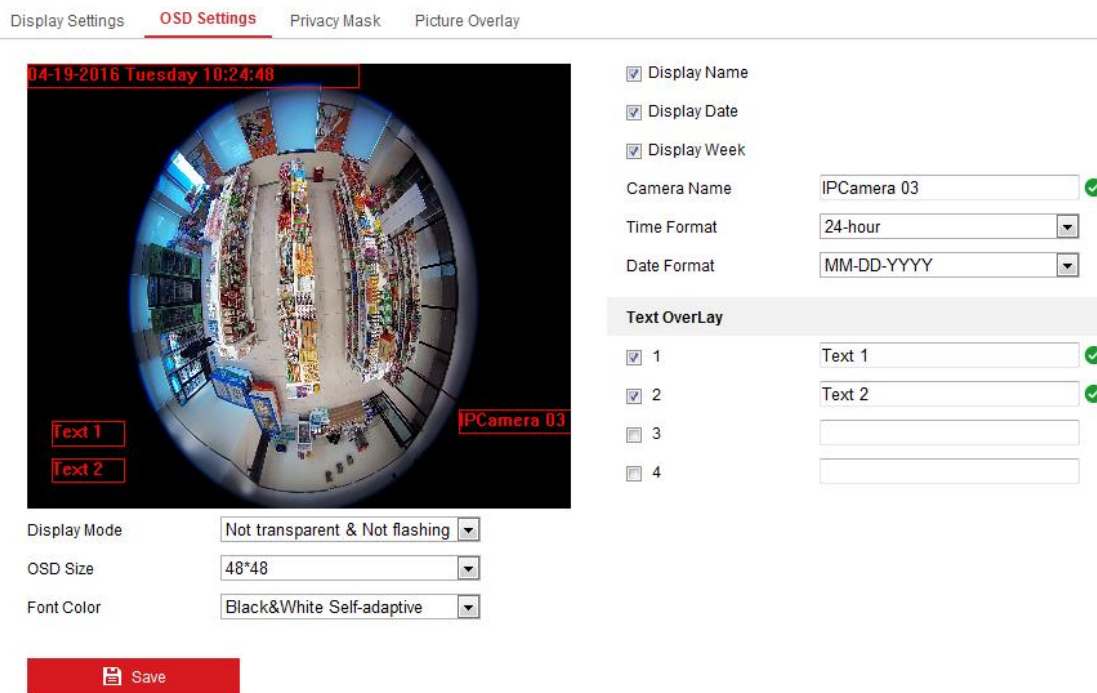 Display Settings OSD Settings Privacy Mask Picture Overlay
04-19-2016 Tuesday 10:24:48
Text 1
Text 2
IPCamera 03
Display Mode Not transparent & Not flashing
OSD Size 48*48
Font Color Black&White Self-adaptive
Save
Display Name
Display Date
Display Week
Camera Name IPCamera 03
Time Format 24-hour
Date Format MM-DD-YYYY
Text OverLay
1 Text 1
2 Text 2
3
4